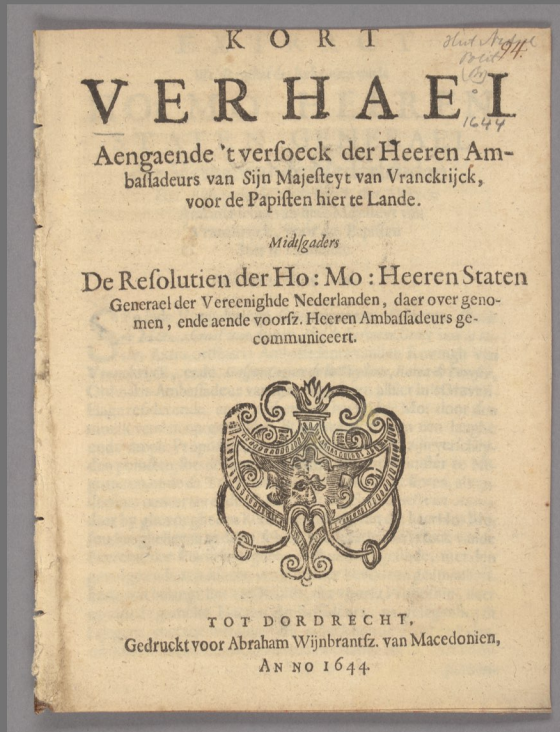 KORT
94.
VERHAEL
1644
Aengaende 't versoeck der Heeren Am-
bassadeurs van Sijn Majesteyt van Vranckrijck,
voor de Papisten hier te Lande.
Midtsgaders
De Resolutien der Ho: Mo: Heeren Staten
Generael der Vereenighde Nederlanden, daer over geno-
men, ende aende voorsz. Heeren Ambassadeurs ge-
communiceert.
TOT DORDRECHT,
Gedruckt voor Abraham Wijnbrantsz. van Macedonien,
ANNO 1644.